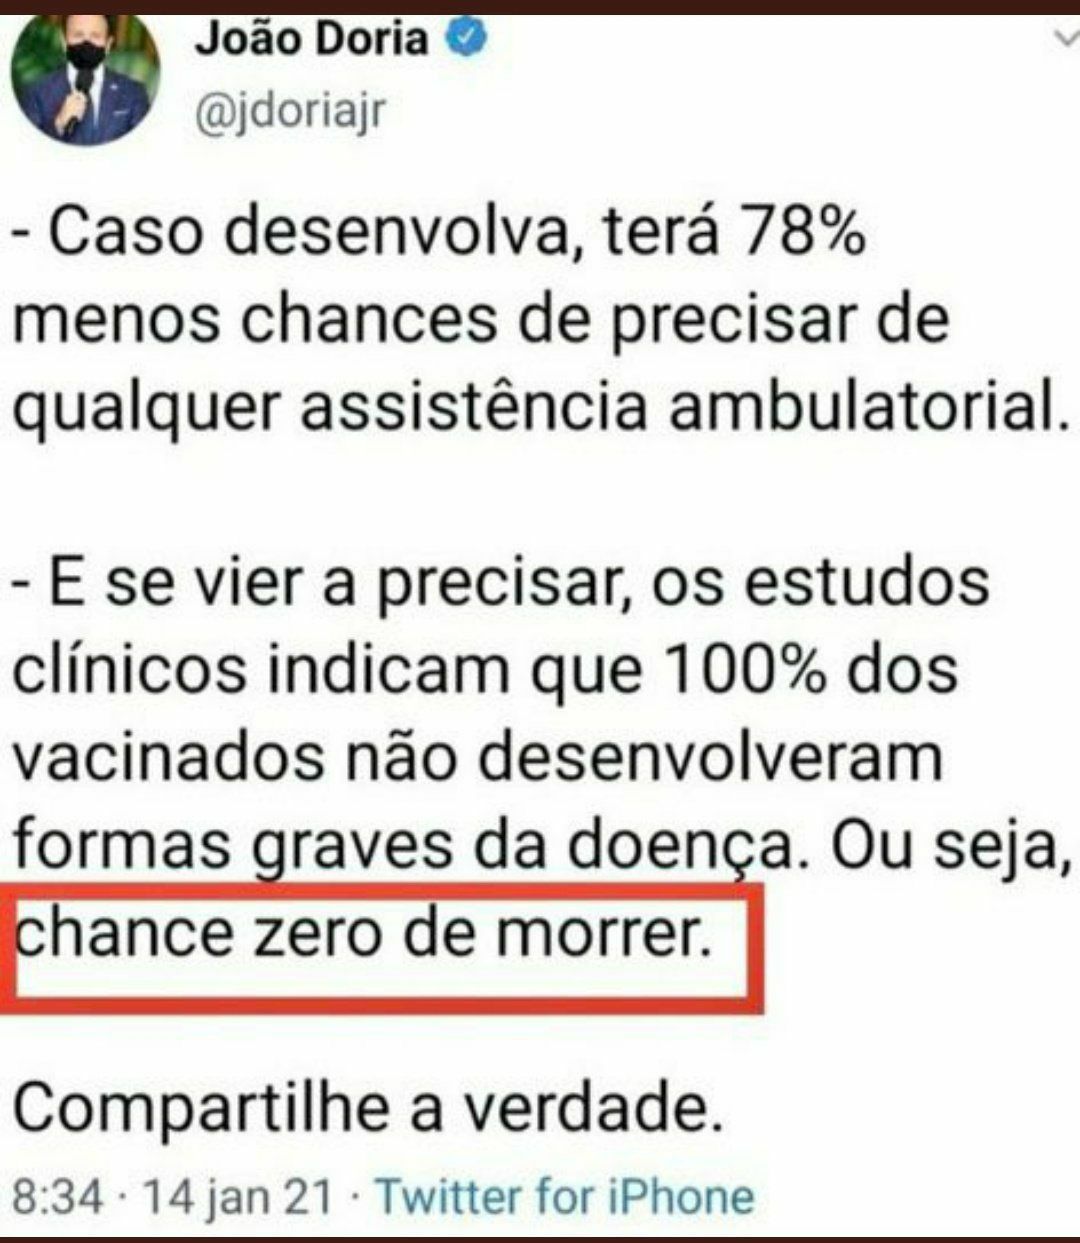 João Doria
@jdoriajr
- Caso desenvolva, terá 78%
menos chances de precisar de
qualquer assistência ambulatorial.
- E se vier a precisar, os estudos
clínicos indicam que 100% dos
vacinados não desenvolveram
formas graves da doença. Ou seja,
chance zero de morrer.
Compartilhe a verdade.
8:34 · 14 jan 21 · Twitter for iPhone